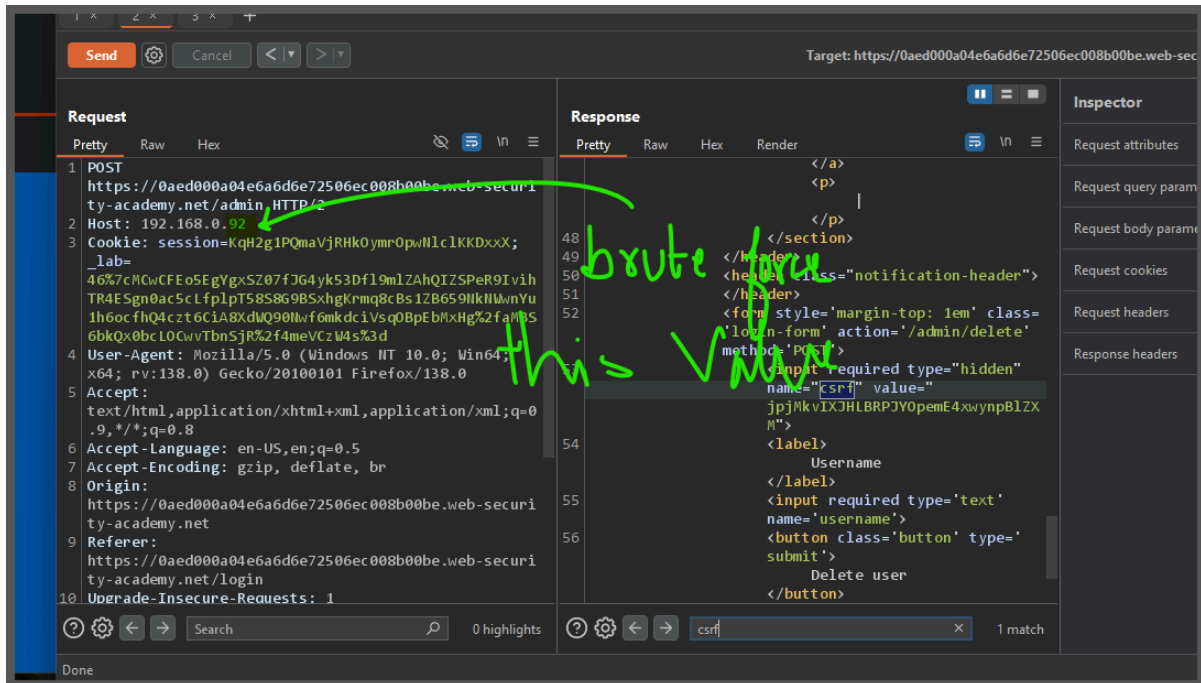 1 × 2 × 3 × +
Send Cancel < > Target: https://0aed000a04e6a6d6e72506ec008b00be.web-sec
Request
Pretty Raw Hex \n
1 POST
https://0aed000a04e6a6d6e72506ec008b00be.web-securi
ty-academy.net/admin HTTP/2
2 Host: 192.168.0.92
3 Cookie: session=KqH2g1PQmaVjRHkOymrOpwNlclKKDxxX;
_lab=
46%7cMCwCFEo5EgYgxSZ07fJG4yk53Dfl9mlZAhQIZSPeR9Ivih
TR4ESgn0ac5cLfplpT58S8G9BSxhgKrmq8cBs1ZB659NkNWwnYu
1h6ocfhQ4czt6CiA8XdWQ90Nwf6mkdciVsqOBpEbMxHg%2faMBS
6bkQx0bcLOCwvTbnSjR%2f4meVCzW4s%3d
4 User-Agent: Mozilla/5.0 (Windows NT 10.0; Win64;
x64; rv:138.0) Gecko/20100101 Firefox/138.0
5 Accept:
text/html,application/xhtml+xml,application/xml;q=0
.9,*/*;q=0.8
6 Accept-Language: en-US,en;q=0.5
7 Accept-Encoding: gzip, deflate, br
8 Origin:
https://0aed000a04e6a6d6e72506ec008b00be.web-securi
ty-academy.net
9 Referer:
https://0aed000a04e6a6d6e72506ec008b00be.web-securi
ty-academy.net/login
10 Upgrade-Insecure-Requests: 1
Search 0 highlights
Response
Pretty Raw Hex Render \n
</a>
<p>
|
</p>
48 </section>
49 </header>
50 <header class="notification-header">
51 </header>
52 <form style='margin-top: 1em' class=
'login-form' action='/admin/delete'
method='POST'>
53 <input required type="hidden"
name="csrf" value="
jpjMkvIXJHLBRPJYOpemE4xwynpBlZX
M">
54 <label>
Username
</label>
55 <input required type='text'
name='username'>
56 <button class='button' type='
submit'>
Delete user
</button>
csrf × 1 match
Inspector
Request attributes
Request query param
Request body parame
Request cookies
Request headers
Response headers
brute force
this Value
Done